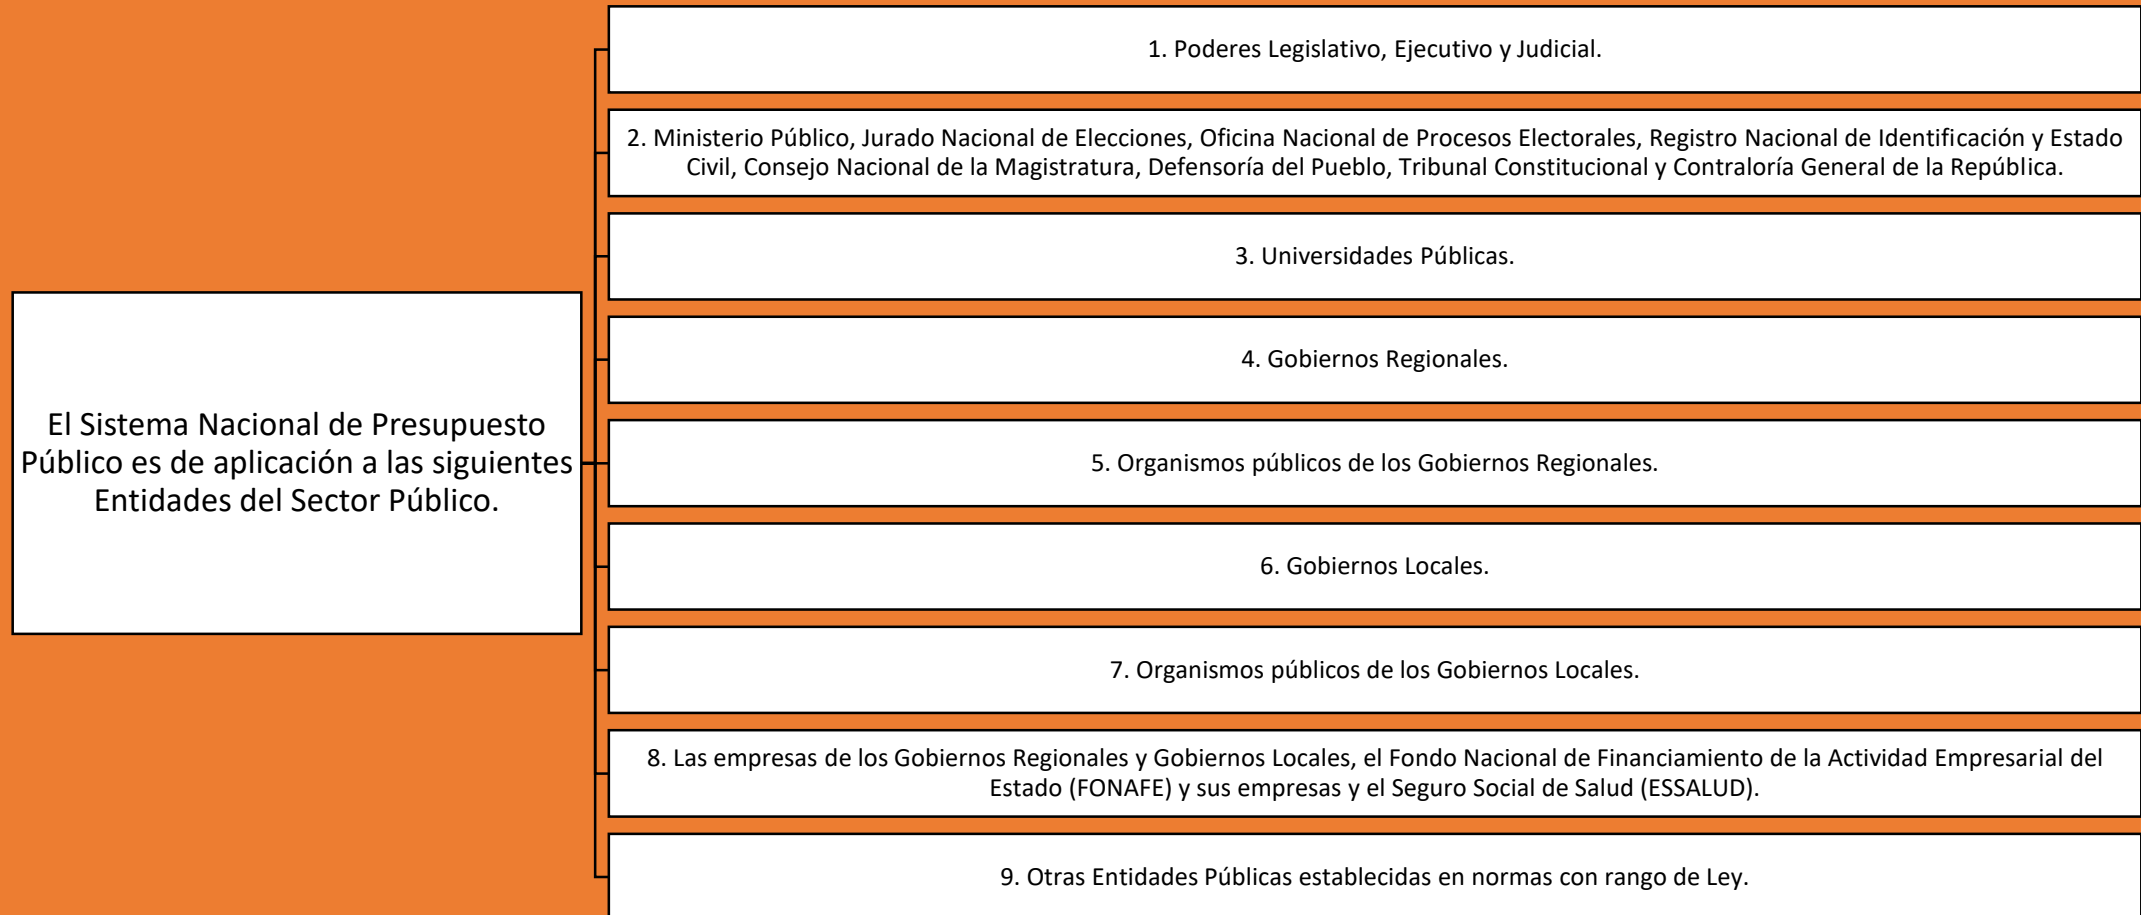 El Sistema Nacional de Presupuesto
Público es de aplicación a las siguientes
Entidades del Sector Público.
1. Poderes Legislativo, Ejecutivo y Judicial.
2. Ministerio Público, Jurado Nacional de Elecciones, Oficina Nacional de Procesos Electorales, Registro Nacional de Identificación y Estado
Civil, Consejo Nacional de la Magistratura, Defensoría del Pueblo, Tribunal Constitucional y Contraloría General de la República.
3. Universidades Públicas.
4. Gobiernos Regionales.
5. Organismos públicos de los Gobiernos Regionales.
6. Gobiernos Locales.
7. Organismos públicos de los Gobiernos Locales.
8. Las empresas de los Gobiernos Regionales y Gobiernos Locales, el Fondo Nacional de Financiamiento de la Actividad Empresarial del
Estado (FONAFE) y sus empresas y el Seguro Social de Salud (ESSALUD).
9. Otras Entidades Públicas establecidas en normas con rango de Ley.